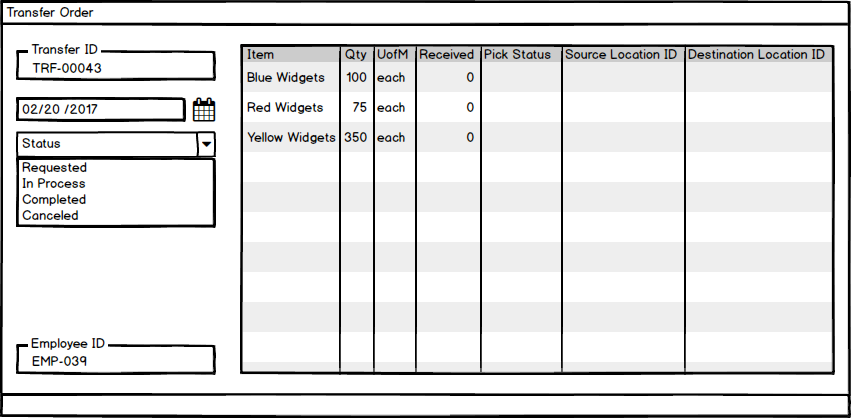 Transfer Order
Transfer ID
TRF-00043
02/20 /2017
Status
Requested
In Process
Completed
Canceled
Employee ID
EMP-039
Item Qty UofM Received Pick Status Source Location ID Destination Location ID
Blue Widgets 100 each 0
Red Widgets 75 each 0
Yellow Widgets 350 each 0